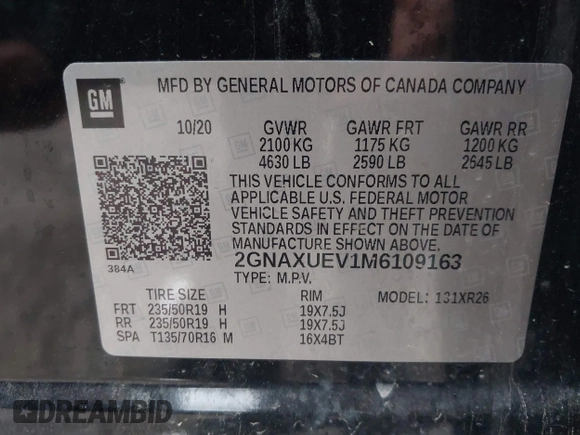 GM
MFD BY GENERAL MOTORS OF CANADA COMPANY
10/20 GVWR GAWR FRT GAWR RR
2100 KG 1175 KG 1200 KG
4630 LB 2590 LB 2645 LB
THIS VEHICLE CONFORMS TO ALL
APPLICABLE U.S. FEDERAL MOTOR
VEHICLE SAFETY AND THEFT PREVENTION
STANDARDS IN EFFECT ON THE DATE OF
MANUFACTURE SHOWN ABOVE.
384A 2GNAXUEV1M6109163
TYPE: M.P.V.
TIRE SIZE RIM MODEL: 131XR26
FRT 235/50R19 H 19X7.5J
RR 235/50R19 H 19X7.5J
SPA T135/70R16 M 16X4BT
DREAMBID